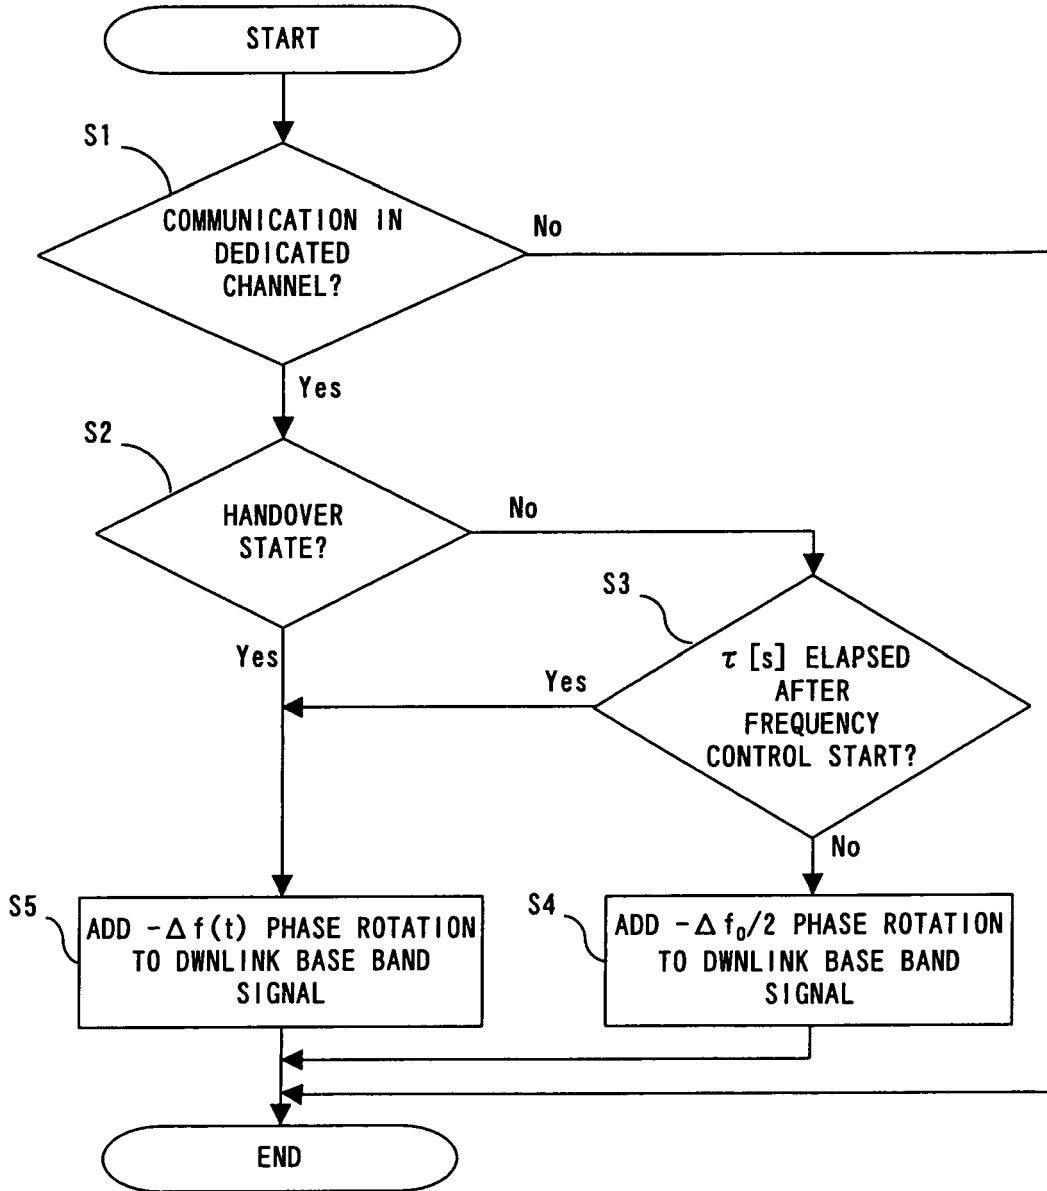 START
S1
COMMUNICATION IN
DEDICATED
CHANNEL?
No
Yes
S2
HANDOVER
STATE?
No
S3
τ [s] ELAPSED
AFTER
FREQUENCY
CONTROL START?
Yes
Yes
No
S5
ADD -Δf(t) PHASE ROTATION
TO DWNLINK BASE BAND
SIGNAL
S4
ADD -Δf₀/2 PHASE ROTATION
TO DWNLINK BASE BAND
SIGNAL
END